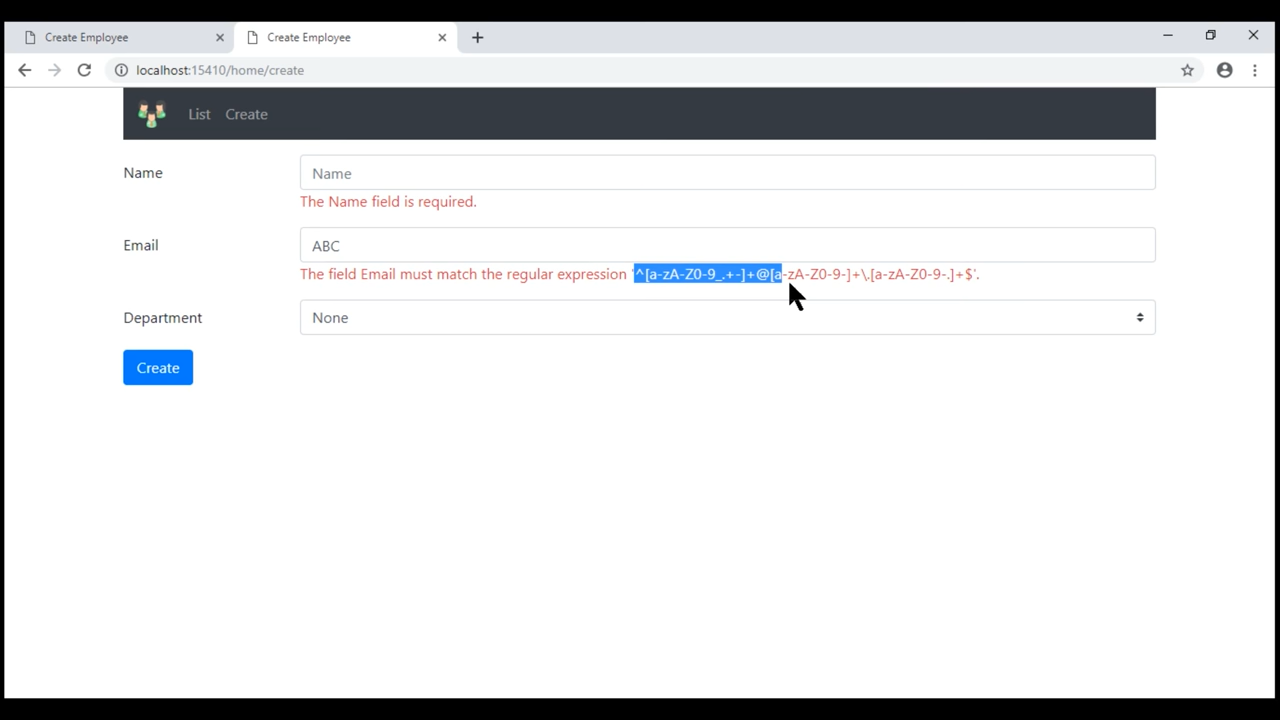 Create Employee
Create Employee
localhost:15410/home/create
List Create
Name
Name
The Name field is required.
Email
ABC
The field Email must match the regular expression '^[a-zA-Z0-9_.+-]+@[a-zA-Z0-9-]+\.[a-zA-Z0-9-.]+$'.
Department
None
Create